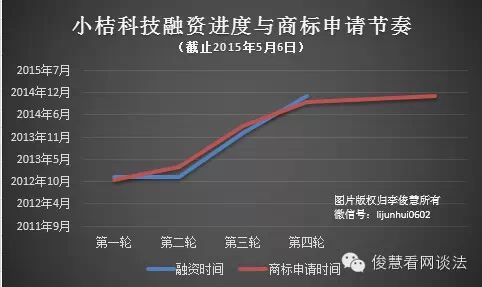 小桔科技融资进度与商标申请节奏
（截止2015年5月6日）
2015年7月
2014年12月
2014年6月
2013年11月
2013年5月
2012年10月
2012年4月
2011年9月
图片版权归李俊慧所有
微信号：lijunhui0602
第一轮
第二轮
第三轮
第四轮
融资时间
商标申请时间
俊慧看网谈法